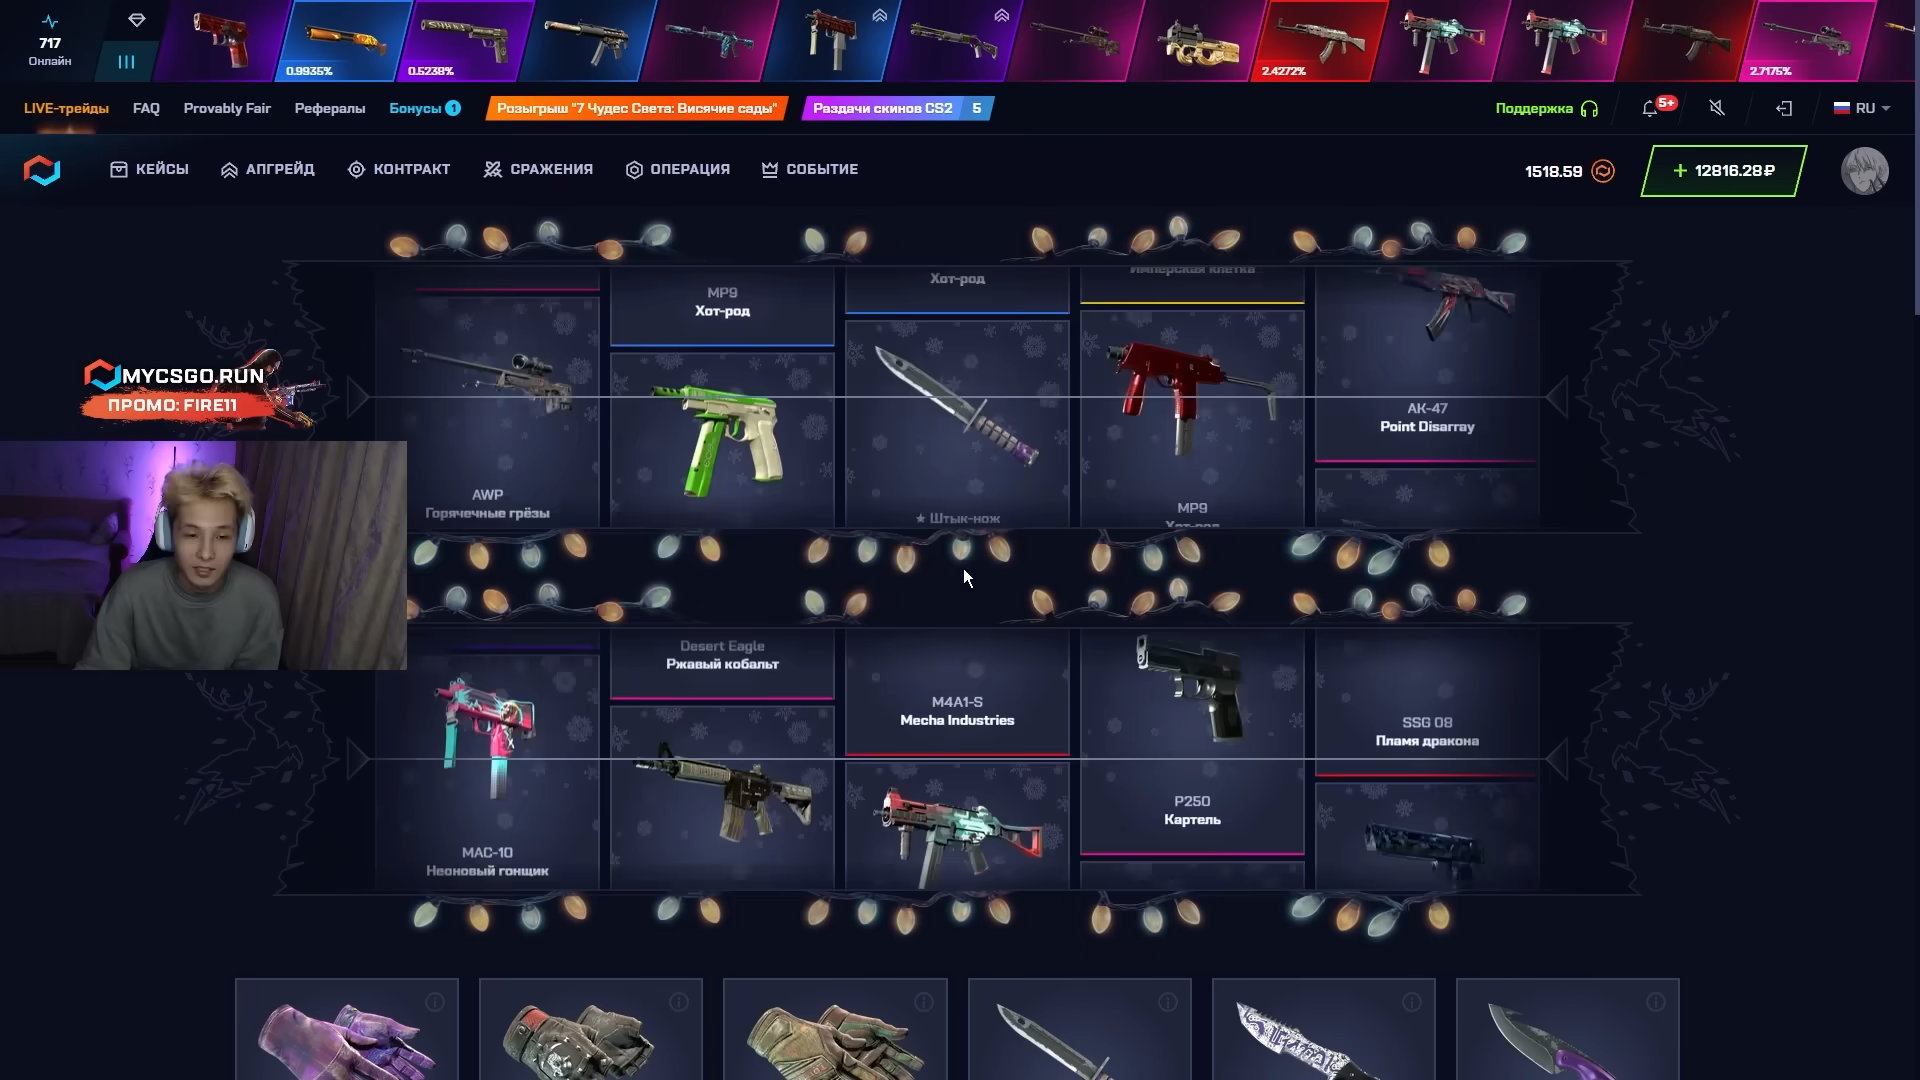 717
Онлайн
0.9935%
0.5238%
2.4272%
2.7175%
LIVE-трейды
FAQ
Provably Fair
Рефералы
Бонусы 1
Розыгрыш "7 Чудес Света: Висячие сады"
Раздачи скинов CS2 5
Поддержка
5+
RU
КЕЙСЫ
АПГРЕЙД
КОНТРАКТ
СРАЖЕНИЯ
ОПЕРАЦИЯ
СОБЫТИЕ
1518.59
+ 12816.28₽
MYCSGO.RUN
ПРОМО: FIRE11
AWP
Горячечные грёзы
MP9
Хот-род
Хот-род
★ Штык-нож
Имперская клетка
MP9
Хот-род
AK-47
Point Disarray
MAC-10
Неоновый гонщик
Desert Eagle
Ржавый кобальт
M4A1-S
Mecha Industries
P250
Картель
SSG 08
Пламя дракона